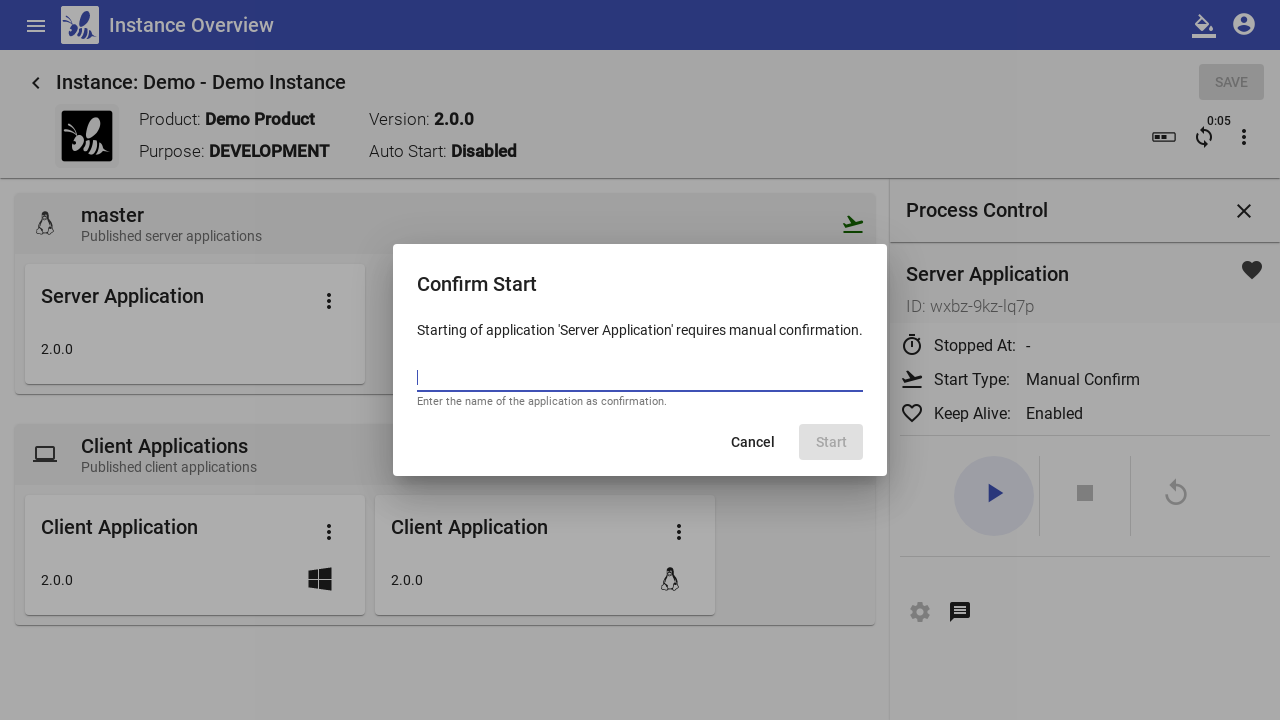 Instance Overview
Instance: Demo - Demo Instance
SAVE
Product: Demo Product
Version: 2.0.0
Purpose: DEVELOPMENT
Auto Start: Disabled
0:05
master
Published server applications
Server Application
2.0.0
Client Applications
Published client applications
Client Application
2.0.0
Client Application
2.0.0
Confirm Start
Starting of application 'Server Application' requires manual confirmation.
Enter the name of the application as confirmation.
Cancel
Start
Process Control
Server Application
ID: wxbz-9kz-lq7p
Stopped At: -
Start Type: Manual Confirm
Keep Alive: Enabled